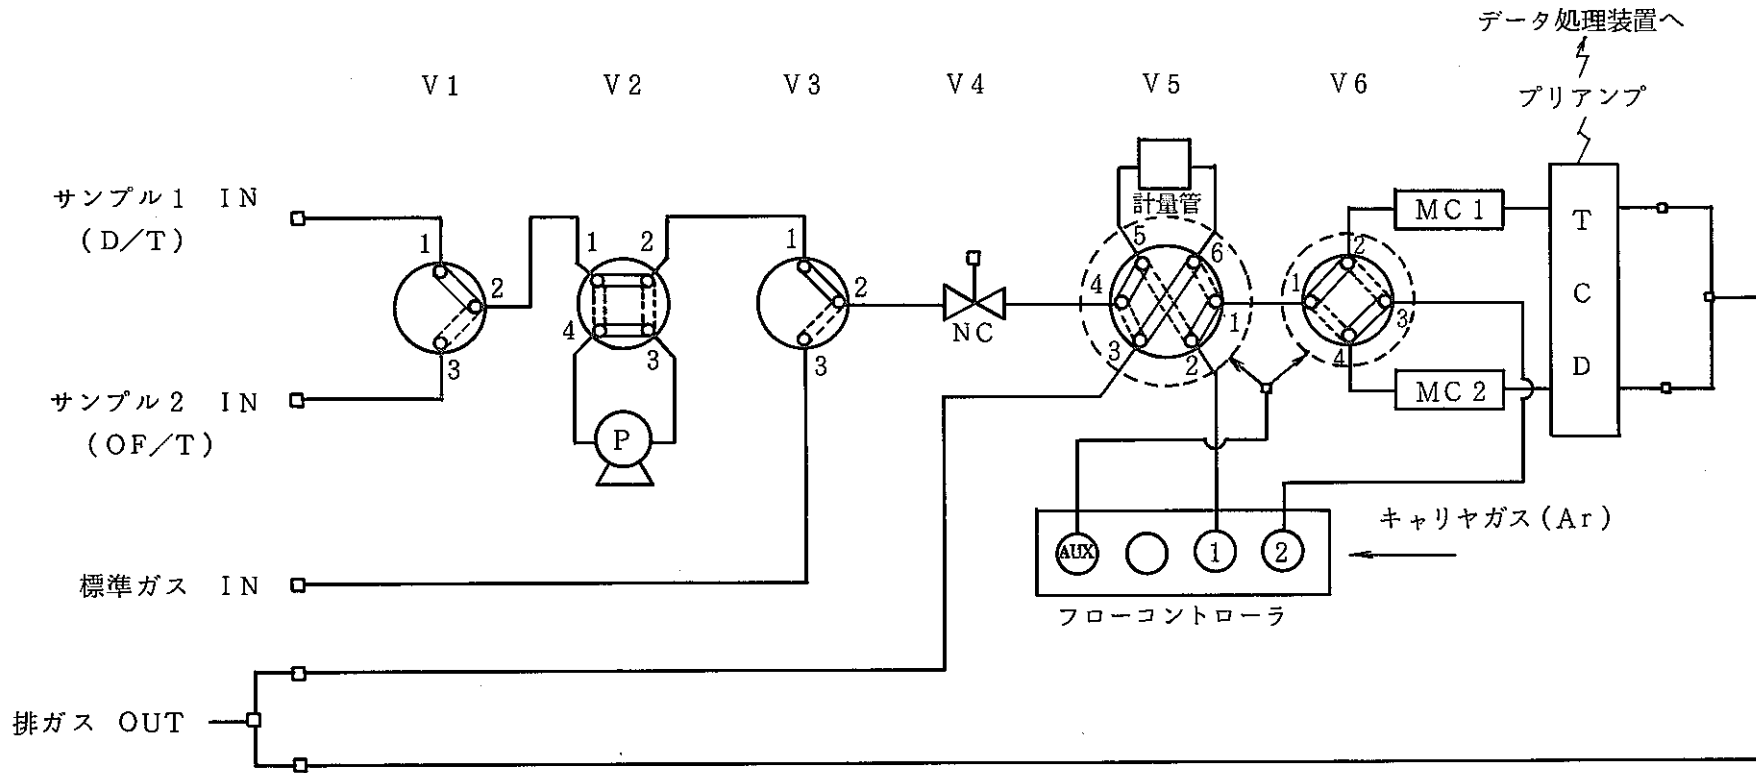 データ処理装置へ
V1 V2 V3 V4 V5 V6
プリアンプ
サンプル1 IN
(D/T)
計量管
MC1
TCD
1
2
3
1
2
3
4
P
1
2
3
NC
5
6
4
3
2
1
2
1
3
4
サンプル2 IN
(OF/T)
MC2
キャリヤガス(Ar)
AUX
1
2
標準ガス IN
フローコントローラ
排ガス OUT